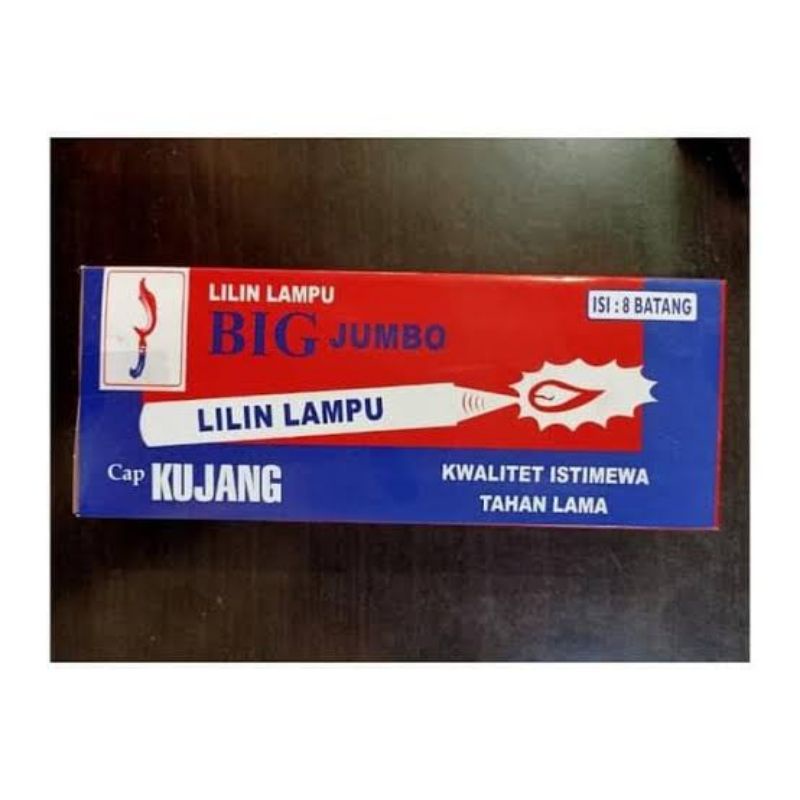 LILIN LAMPU
BIG JUMBO
ISI : 8 BATANG
LILIN LAMPU
Cap KUJANG
KWALITET ISTIMEWA
TAHAN LAMA